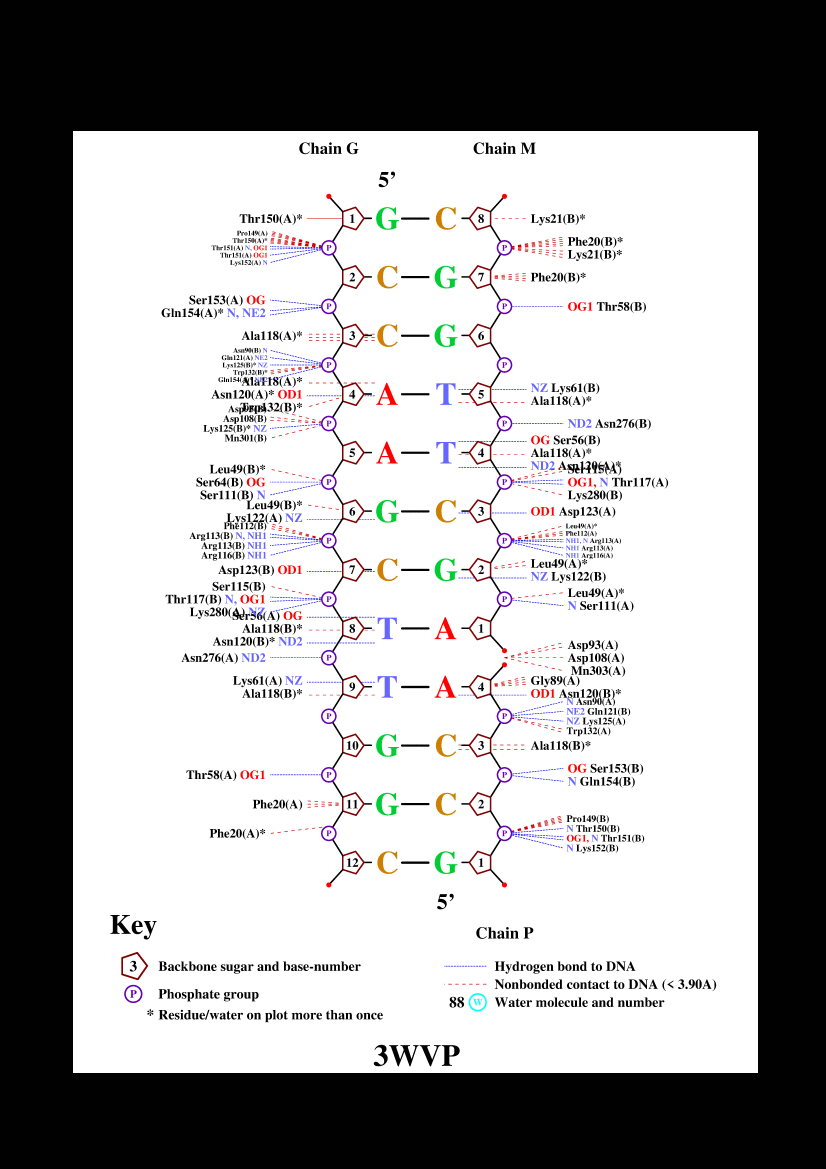 Chain G Chain M
5’
Thr150(A)* 1 G C 8 Lys21(B)*
Pro149(A)
Thr150(A)*
Thr151(A) N, OG1
Thr151(A) OG1
Lys152(A) N
P P
Phe20(B)*
Lys21(B)*
2 C G 7 Phe20(B)*
Ser153(A) OG
Gln154(A)* N, NE2
P P OG1 Thr58(B)
Ala118(A)* 3 C G 6
Asn90(B) N
Gln121(A) NE2
Lys125(B)* NZ
Trp132(B)*
P P
Ala118(A)*
Asn120(A)* OD1
Trp132(B)*
4 A T 5
NZ Lys61(B)
Ala118(A)*
Asp108(B)
Lys125(B)* NZ
Mn301(B)
P P ND2 Asn276(B)
5 A T 4
OG Ser56(B)
Ala118(A)*
ND2 Asn120(A)*
Leu49(B)*
Ser64(B) OG
Ser111(B) N
P P
Ser115(A)
OG1, N Thr117(A)
Lys280(B)
Leu49(B)*
Lys122(A) NZ
6 G C 3 OD1 Asp123(A)
Phe112(B)
Arg113(B) N, NH1
Arg113(B) NH1
Arg116(B) NH1
P P
Leu49(A)*
Phe112(A)
NH1, N Arg113(A)
NH1 Arg113(A)
NH1 Arg116(A)
Asp123(B) OD1 7 C G 2
Leu49(A)*
NZ Lys122(B)
Ser115(B)
Thr117(B) N, OG1
Lys280(A) NZ
P P
Leu49(A)*
N Ser111(A)
Ser56(A) OG
Ala118(B)*
Asn120(B)* ND2
8 T A 1
Asn276(A) ND2 P
Asp93(A)
Asp108(A)
Mn303(A)
Lys61(A) NZ
Ala118(B)*
9 T A 4
Gly89(A)
OD1 Asn120(B)*
P P
N Asn90(A)
NE2 Gln121(B)
NZ Lys125(A)
Trp132(A)
10 G C 3 Ala118(B)*
Thr58(A) OG1 P P
OG Ser153(B)
N Gln154(B)
Phe20(A) 11 G C 2
Phe20(A)* P P
Pro149(B)
N Thr150(B)
OG1, N Thr151(B)
N Lys152(B)
12 C G 1
5’
Chain P
Key
3 Backbone sugar and base-number
P Phosphate group
* Residue/water on plot more than once
Hydrogen bond to DNA
Nonbonded contact to DNA (< 3.90A)
88 W Water molecule and number
3WVP